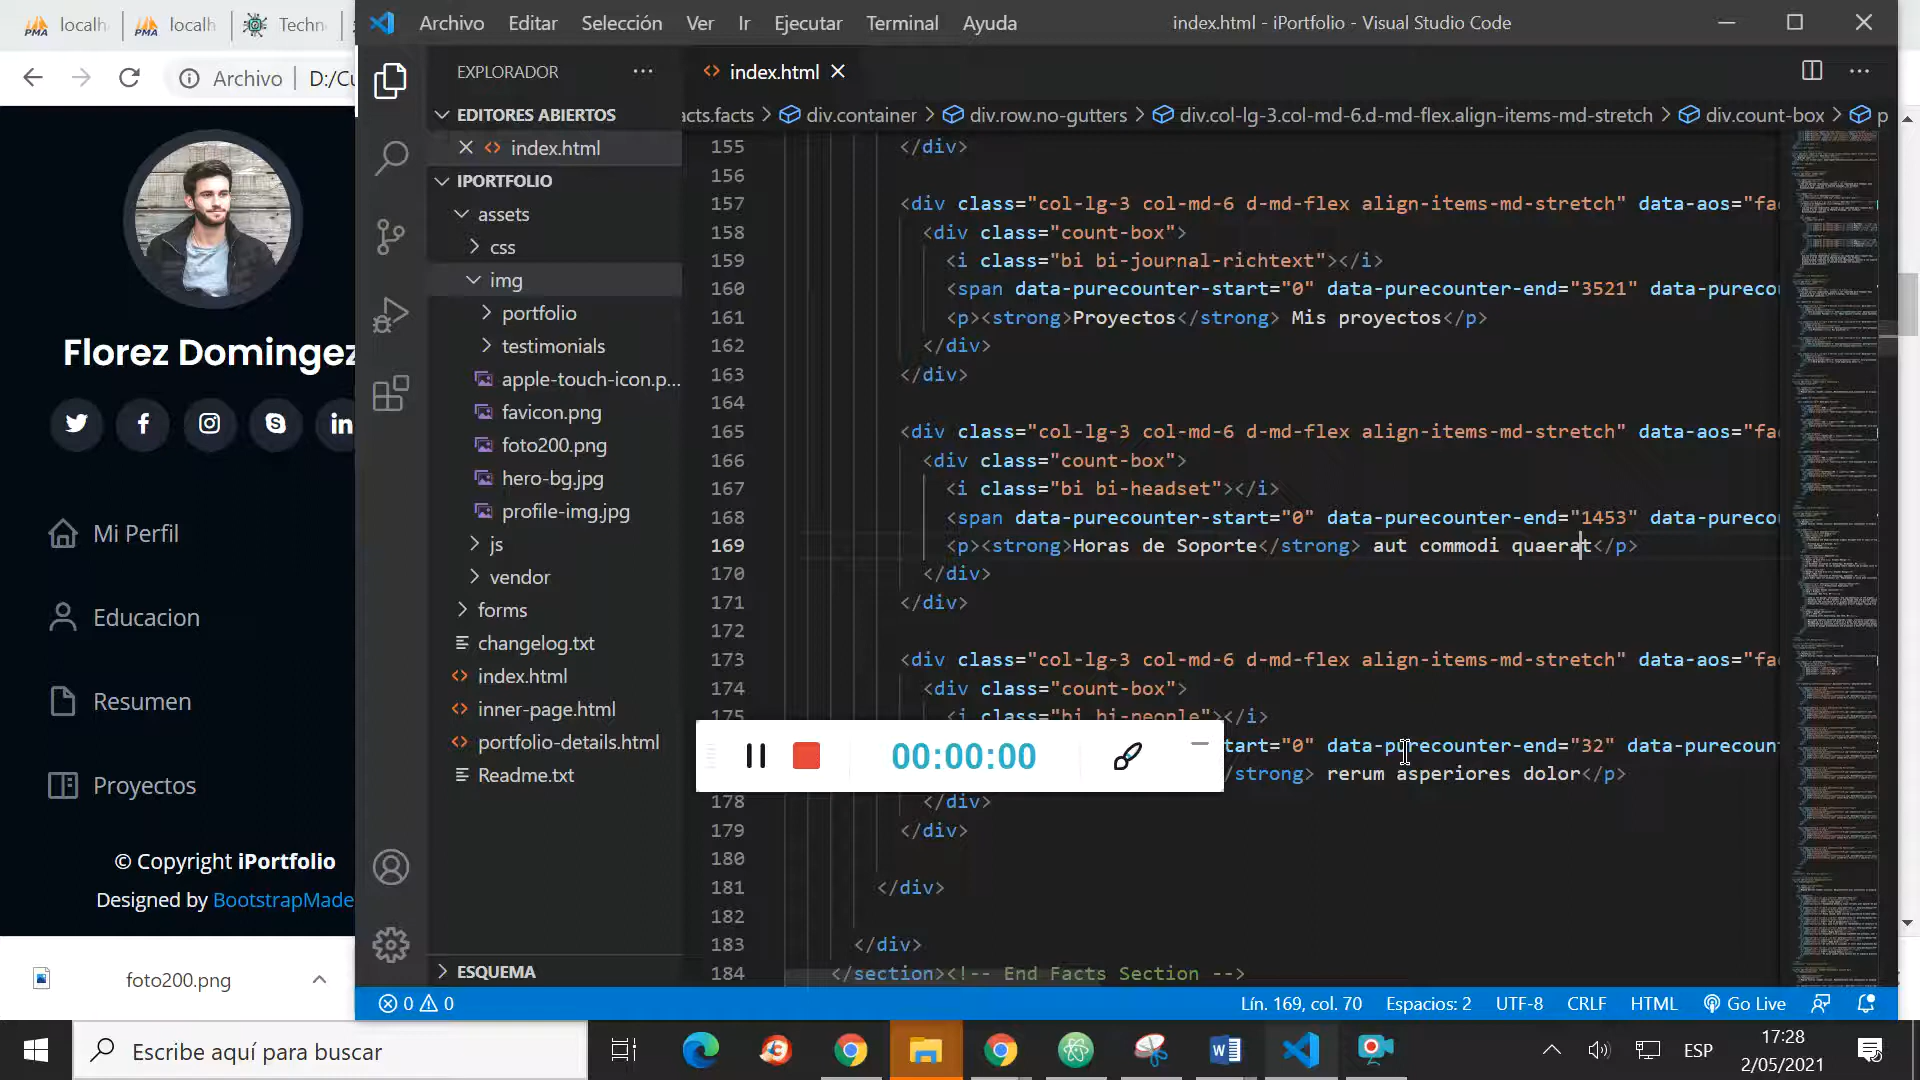 localh
localh
Techn
Archivo
D:/Cu
Florez Domingez
Mi Perfil
Educacion
Resumen
Proyectos
© Copyright iPortfolio
Designed by BootstrapMade
foto200.png
Archivo Editar Selección Ver Ir Ejecutar Terminal Ayuda
index.html - iPortfolio - Visual Studio Code
EXPLORADOR
EDITORES ABIERTOS
index.html
IPORTFOLIO
assets
css
img
portfolio
testimonials
apple-touch-icon.p...
favicon.png
foto200.png
hero-bg.jpg
profile-img.jpg
js
vendor
forms
changelog.txt
index.html
inner-page.html
portfolio-details.html
Readme.txt
ESQUEMA
index.html
acts.facts > div.container > div.row.no-gutters > div.col-lg-3.col-md-6.d-md-flex.align-items-md-stretch > div.count-box > p
155 </div>
156
157 <div class="col-lg-3 col-md-6 d-md-flex align-items-md-stretch" data-aos="fad
158 <div class="count-box">
159 <i class="bi bi-journal-richtext"></i>
160 <span data-purecounter-start="0" data-purecounter-end="3521" data-pureco
161 <p><strong>Proyectos</strong> Mis proyectos</p>
162 </div>
163 </div>
164
165 <div class="col-lg-3 col-md-6 d-md-flex align-items-md-stretch" data-aos="fad
166 <div class="count-box">
167 <i class="bi bi-headset"></i>
168 <span data-purecounter-start="0" data-purecounter-end="1453" data-pureco
169 <p><strong>Horas de Soporte</strong> aut commodi quaerat</p>
170 </div>
171 </div>
172
173 <div class="col-lg-3 col-md-6 d-md-flex align-items-md-stretch" data-aos="fad
174 <div class="count-box">
175 <i class="bi bi-people"></i>
tart="0" data-purecounter-end="32" data-purecount
/strong> rerum asperiores dolor</p>
178 </div>
179 </div>
180
181 </div>
182
183 </div>
184 </section><!-- End Facts Section -->
00:00:00
0 0
Lín. 169, col. 70 Espacios: 2 UTF-8 CRLF HTML Go Live
Escribe aquí para buscar
ESP
17:28
2/05/2021